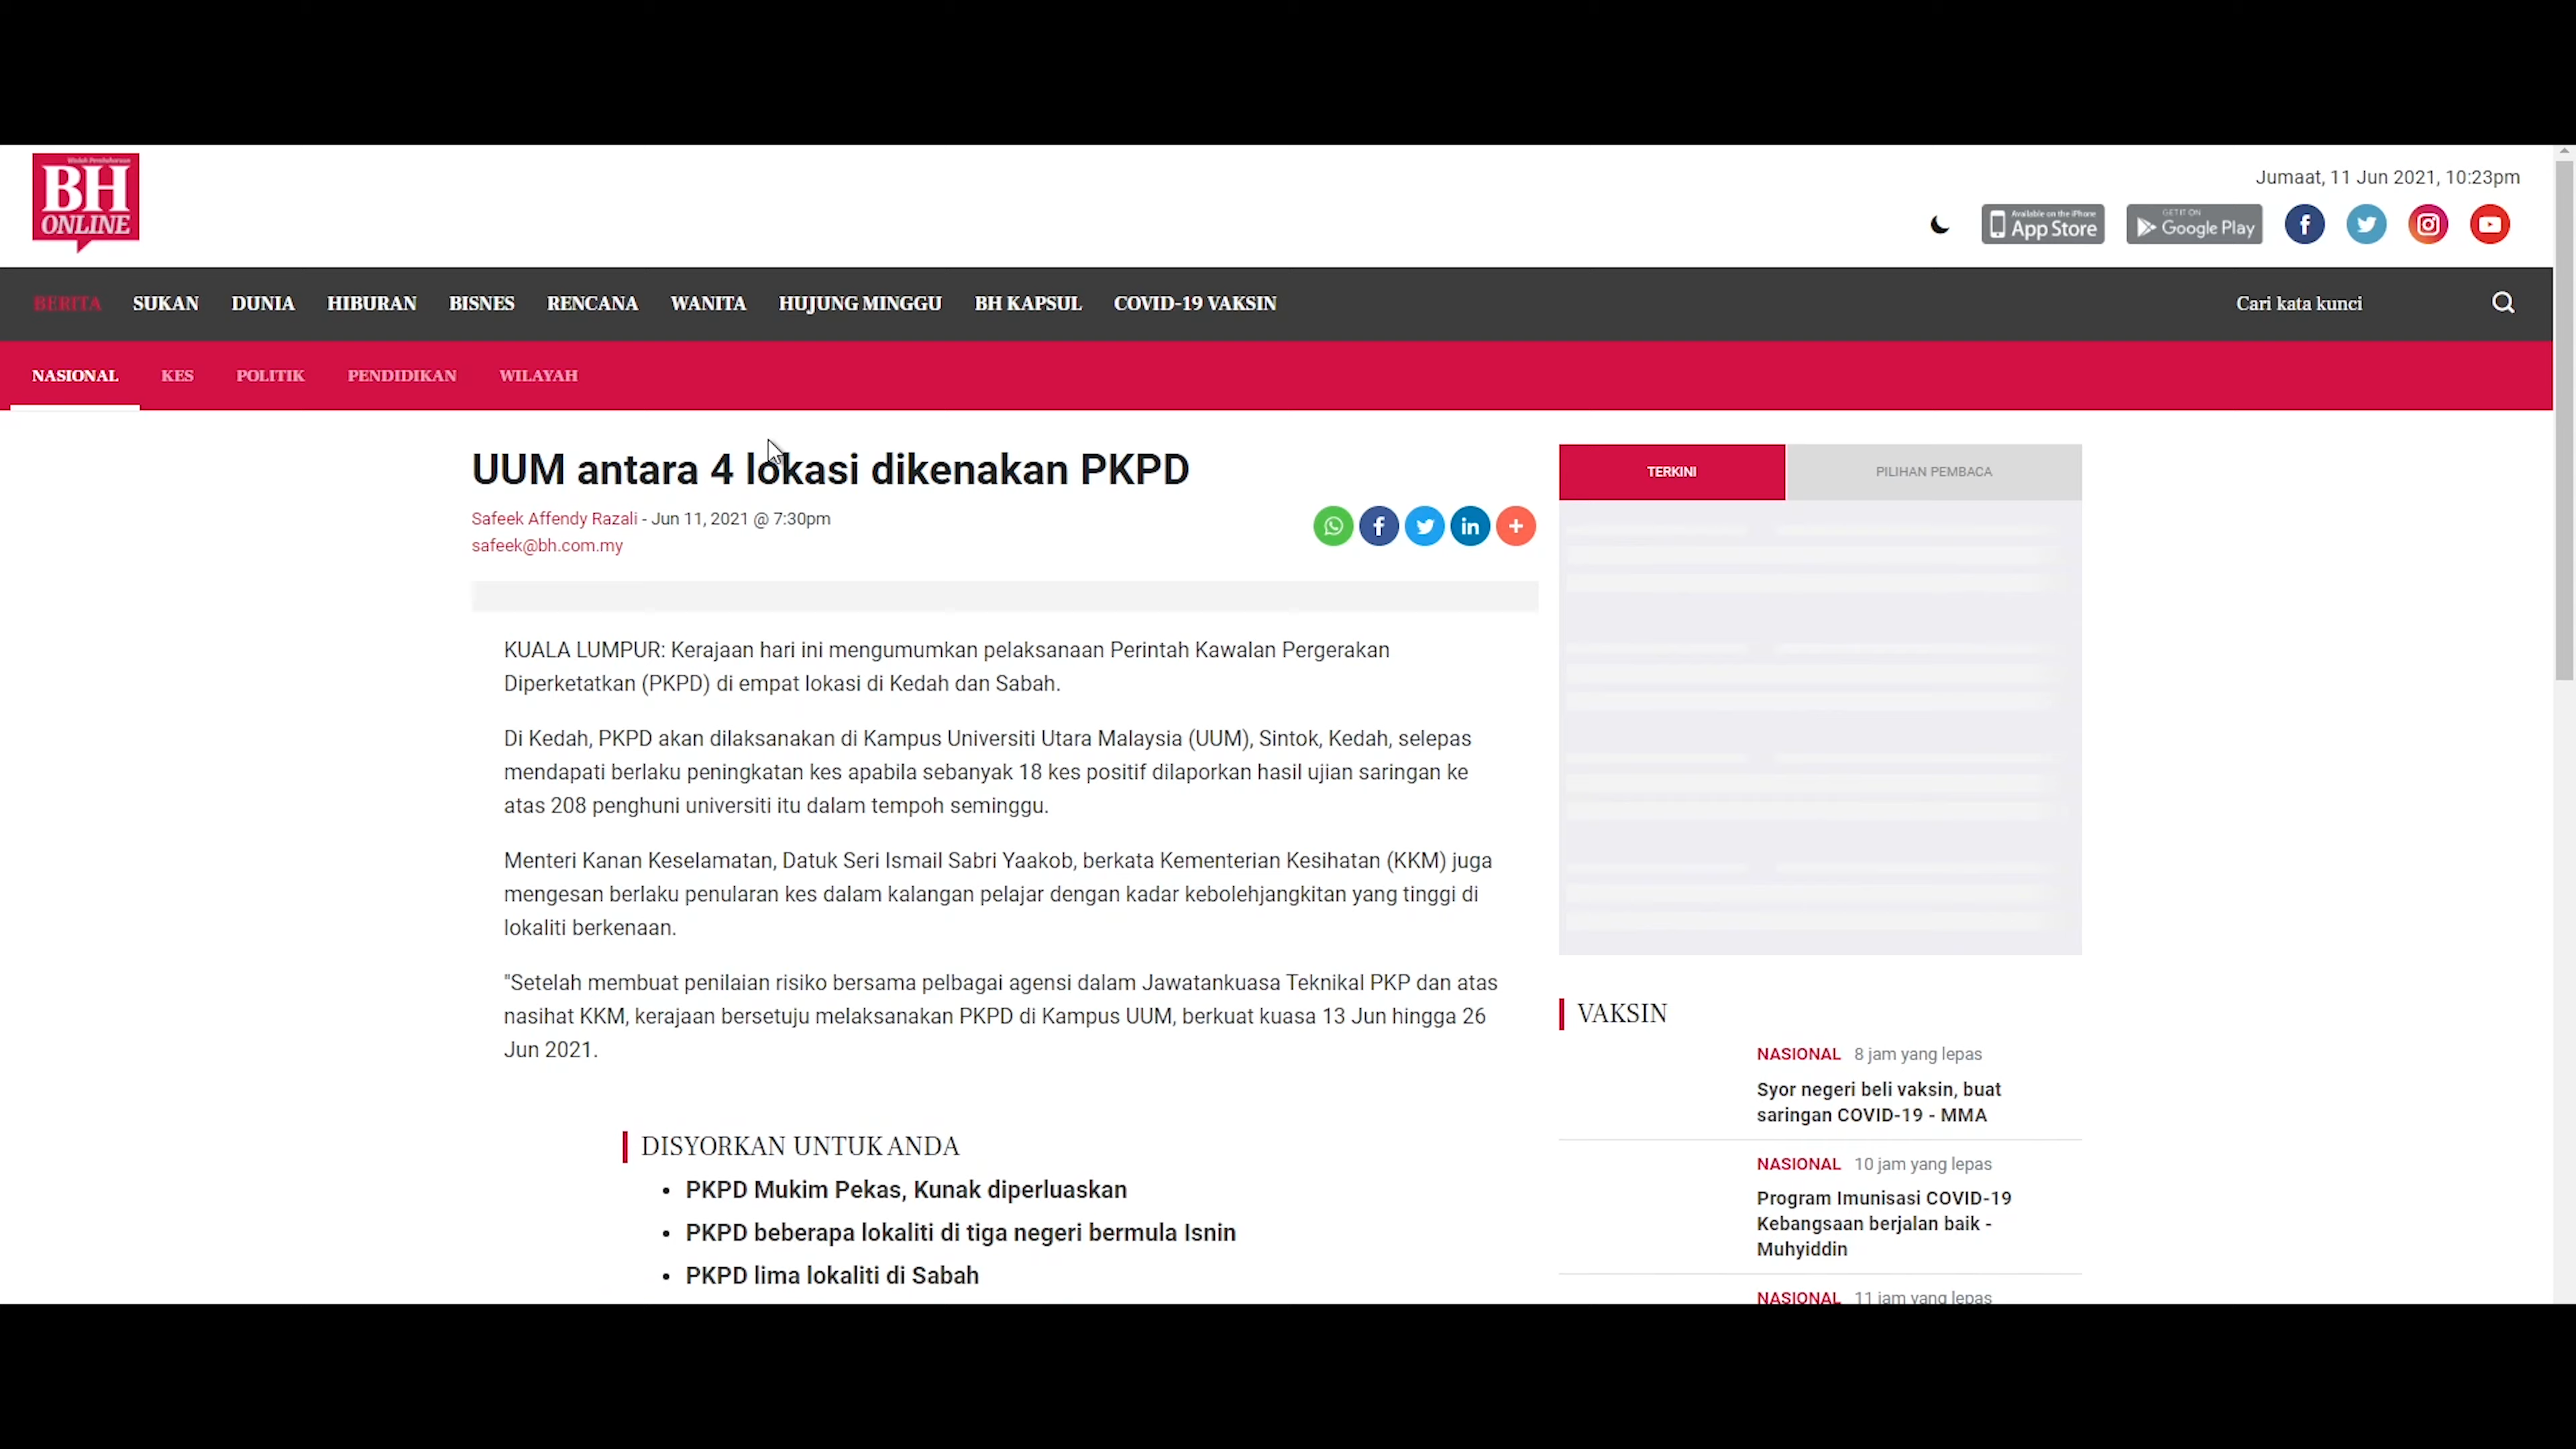 Wadah Pembaharuan
BH
ONLINE
Jumaat, 11 Jun 2021, 10:23pm
Available on the iPhone
App Store
GET IT ON
Google Play
BERITA SUKAN DUNIA HIBURAN BISNES RENCANA WANITA HUJUNG MINGGU BH KAPSUL COVID-19 VAKSIN Cari kata kunci
NASIONAL KES POLITIK PENDIDIKAN WILAYAH
UUM antara 4 lokasi dikenakan PKPD
Safeek Affendy Razali - Jun 11, 2021 @ 7:30pm
safeek@bh.com.my
KUALA LUMPUR: Kerajaan hari ini mengumumkan pelaksanaan Perintah Kawalan Pergerakan
Diperketatkan (PKPD) di empat lokasi di Kedah dan Sabah.
Di Kedah, PKPD akan dilaksanakan di Kampus Universiti Utara Malaysia (UUM), Sintok, Kedah, selepas
mendapati berlaku peningkatan kes apabila sebanyak 18 kes positif dilaporkan hasil ujian saringan ke
atas 208 penghuni universiti itu dalam tempoh seminggu.
Menteri Kanan Keselamatan, Datuk Seri Ismail Sabri Yaakob, berkata Kementerian Kesihatan (KKM) juga
mengesan berlaku penularan kes dalam kalangan pelajar dengan kadar kebolehjangkitan yang tinggi di
lokaliti berkenaan.
"Setelah membuat penilaian risiko bersama pelbagai agensi dalam Jawatankuasa Teknikal PKP dan atas
nasihat KKM, kerajaan bersetuju melaksanakan PKPD di Kampus UUM, berkuat kuasa 13 Jun hingga 26
Jun 2021.
DISYORKAN UNTUK ANDA
• PKPD Mukim Pekas, Kunak diperluaskan
• PKPD beberapa lokaliti di tiga negeri bermula Isnin
• PKPD lima lokaliti di Sabah
TERKINI PILIHAN PEMBACA
VAKSIN
NASIONAL 8 jam yang lepas
Syor negeri beli vaksin, buat
saringan COVID-19 - MMA
NASIONAL 10 jam yang lepas
Program Imunisasi COVID-19
Kebangsaan berjalan baik -
Muhyiddin
NASIONAL 11 jam yang lepas